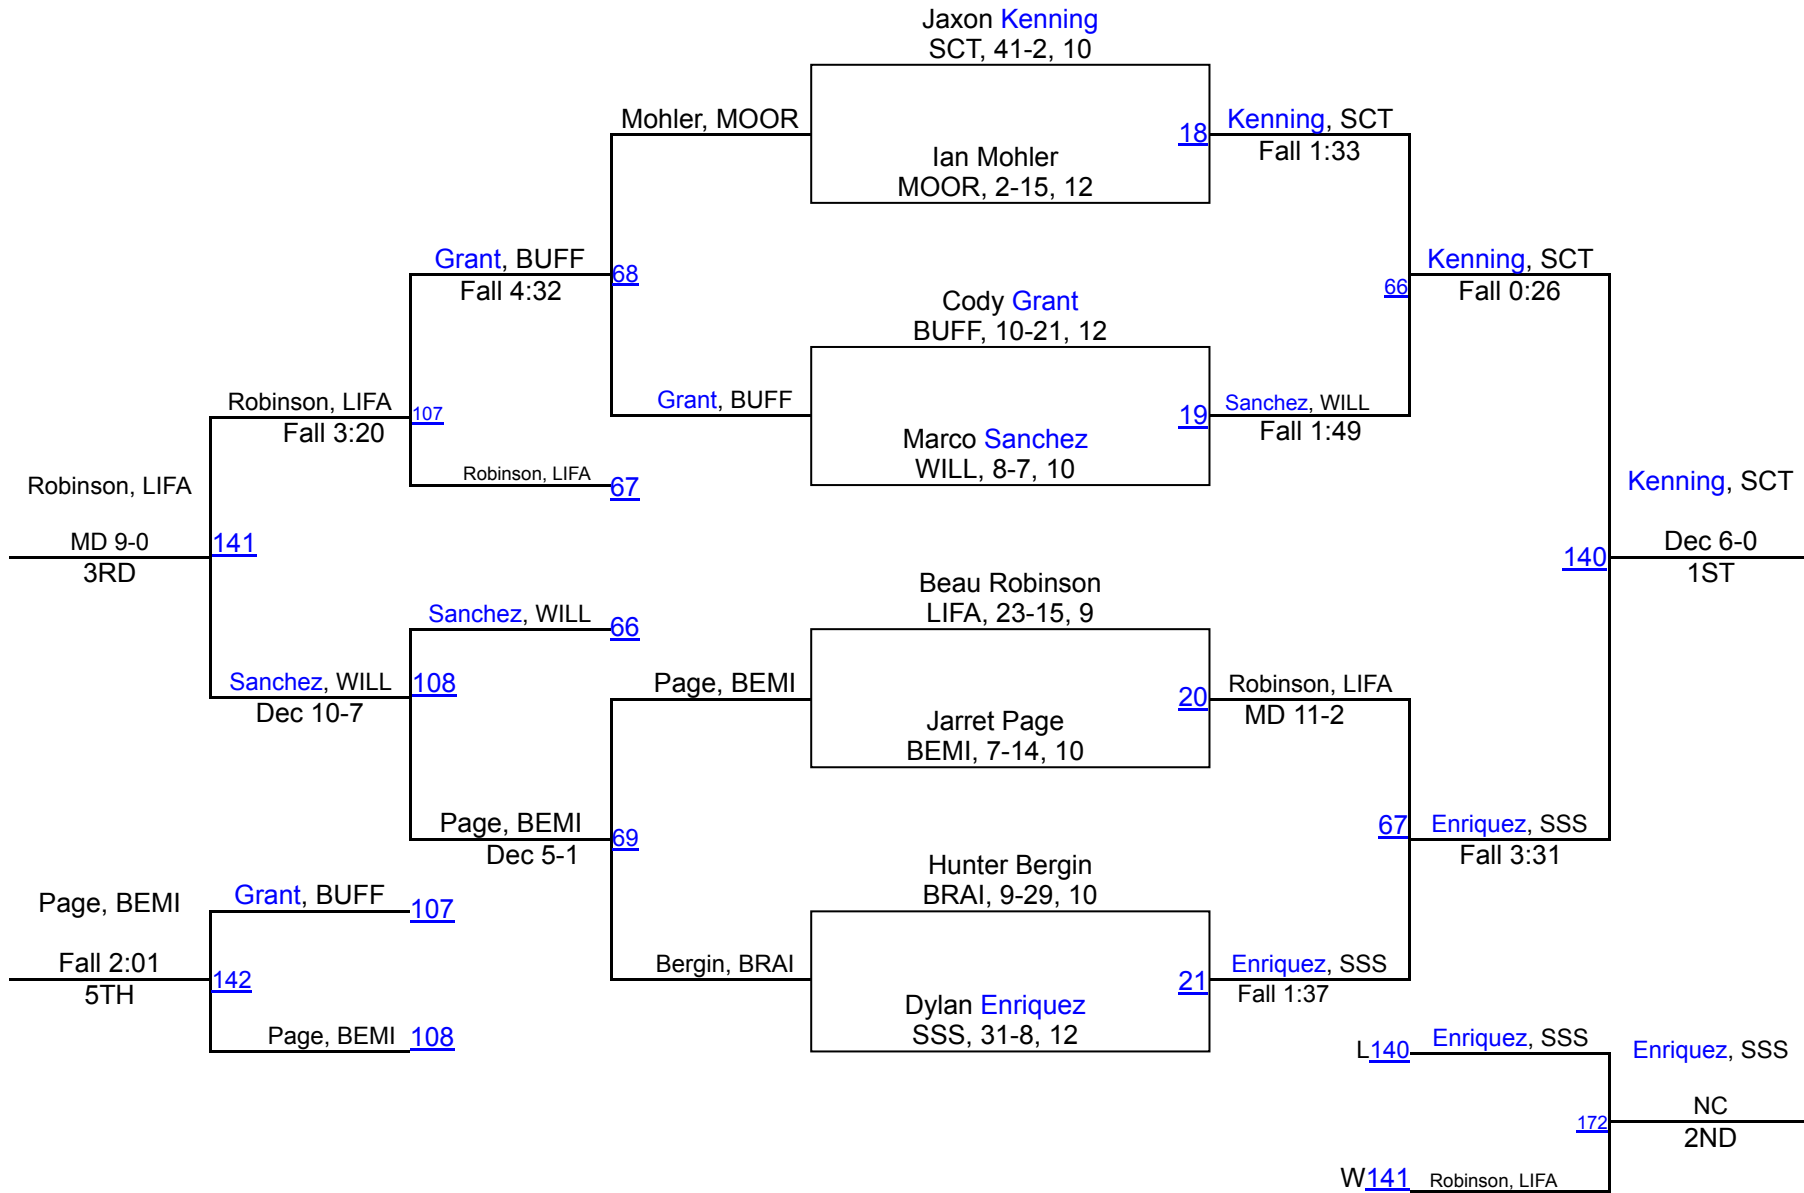 Jaxon Kenning
SCT, 41-2, 10
Mohler, MOOR
18
Kenning, SCT
Fall 1:33
Ian Mohler
MOOR, 2-15, 12
Grant, BUFF
Fall 4:32
68
Cody Grant
BUFF, 10-21, 12
66
Kenning, SCT
Fall 0:26
Robinson, LIFA
Fall 3:20
107
Grant, BUFF
19
Sanchez, WILL
Fall 1:49
Marco Sanchez
WILL, 8-7, 10
Robinson, LIFA
67
Robinson, LIFA
MD 9-0
3RD
141
Kenning, SCT
140
Dec 6-0
1ST
Beau Robinson
LIFA, 23-15, 9
Sanchez, WILL
66
Sanchez, WILL
Dec 10-7
108
Page, BEMI
20
Robinson, LIFA
MD 11-2
Jarret Page
BEMI, 7-14, 10
Page, BEMI
Dec 5-1
69
67
Enriquez, SSS
Fall 3:31
Hunter Bergin
BRAI, 9-29, 10
Page, BEMI
Grant, BUFF
107
Fall 2:01
5TH
142
Bergin, BRAI
21
Enriquez, SSS
Fall 1:37
Dylan Enriquez
SSS, 31-8, 12
Page, BEMI
108
L140
Enriquez, SSS
Enriquez, SSS
172
NC
2ND
W141
Robinson, LIFA